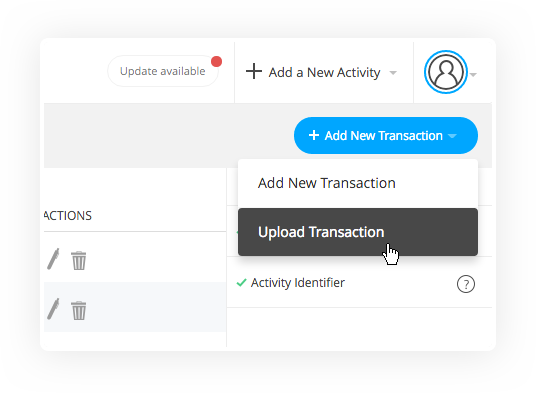 Update available
Add a New Activity
Add New Transaction
Add New Transaction
ACTIONS
Upload Transaction
Activity Identifier
?